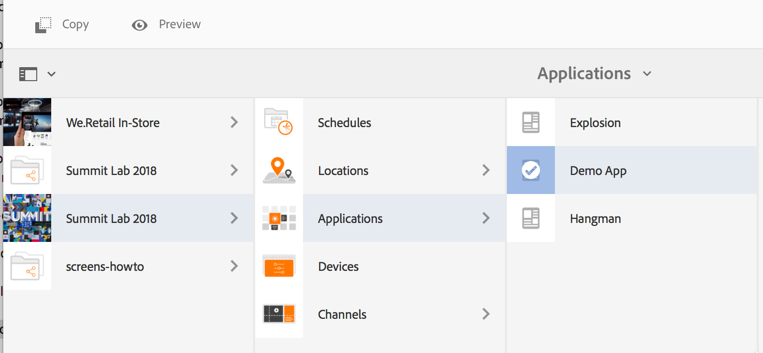 Copy Preview
Applications
We.Retail In-Store
Summit Lab 2018
Summit Lab 2018
screens-howto
Schedules
Locations
Applications
Devices
Channels
Explosion
Demo App
Hangman
SUMMIT